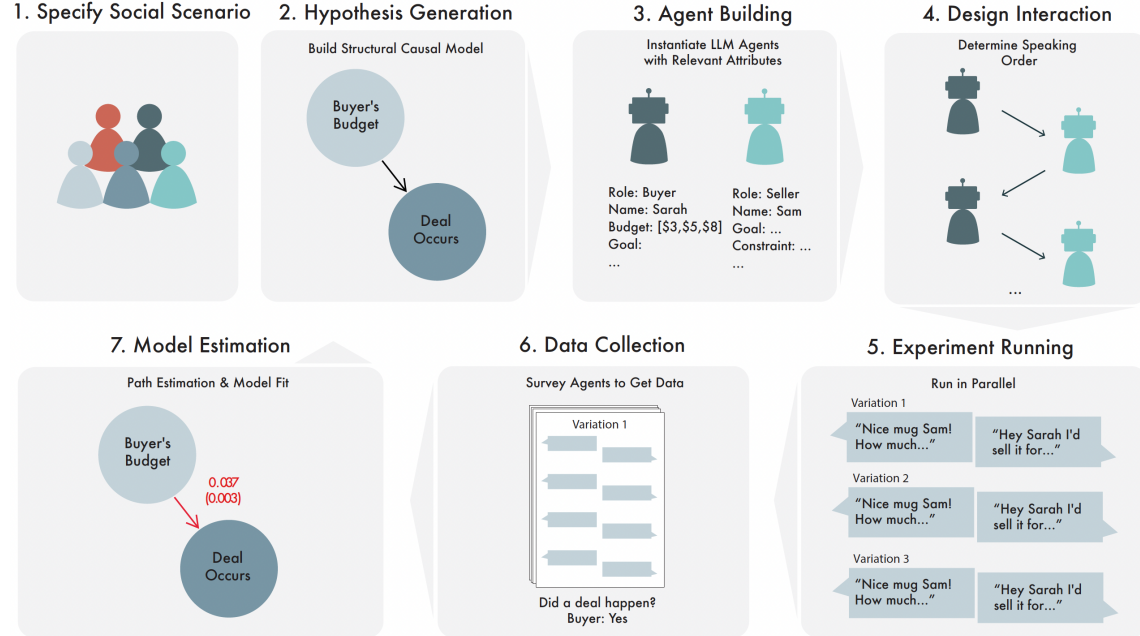 1. Specify Social Scenario
2. Hypothesis Generation
Build Structural Causal Model
Buyer's
Budget
Deal
Occurs
3. Agent Building
Instantiate LLM Agents
with Relevant Attributes
Role: Buyer
Name: Sarah
Budget: [$3,$5,$8]
Goal:
...
Role: Seller
Name: Sam
Goal: ...
Constraint: ...
...
4. Design Interaction
Determine Speaking
Order
...
5. Experiment Running
Run in Parallel
Variation 1
“Nice mug Sam!
How much...”
“Hey Sarah I'd
sell it for...”
Variation 2
“Nice mug Sam!
How much...”
“Hey Sarah I'd
sell it for...”
Variation 3
“Nice mug Sam!
How much...”
“Hey Sarah I'd
sell it for...”
6. Data Collection
Survey Agents to Get Data
Variation 1
Did a deal happen?
Buyer: Yes
7. Model Estimation
Path Estimation & Model Fit
Buyer's
Budget
0.037
(0.003)
Deal
Occurs